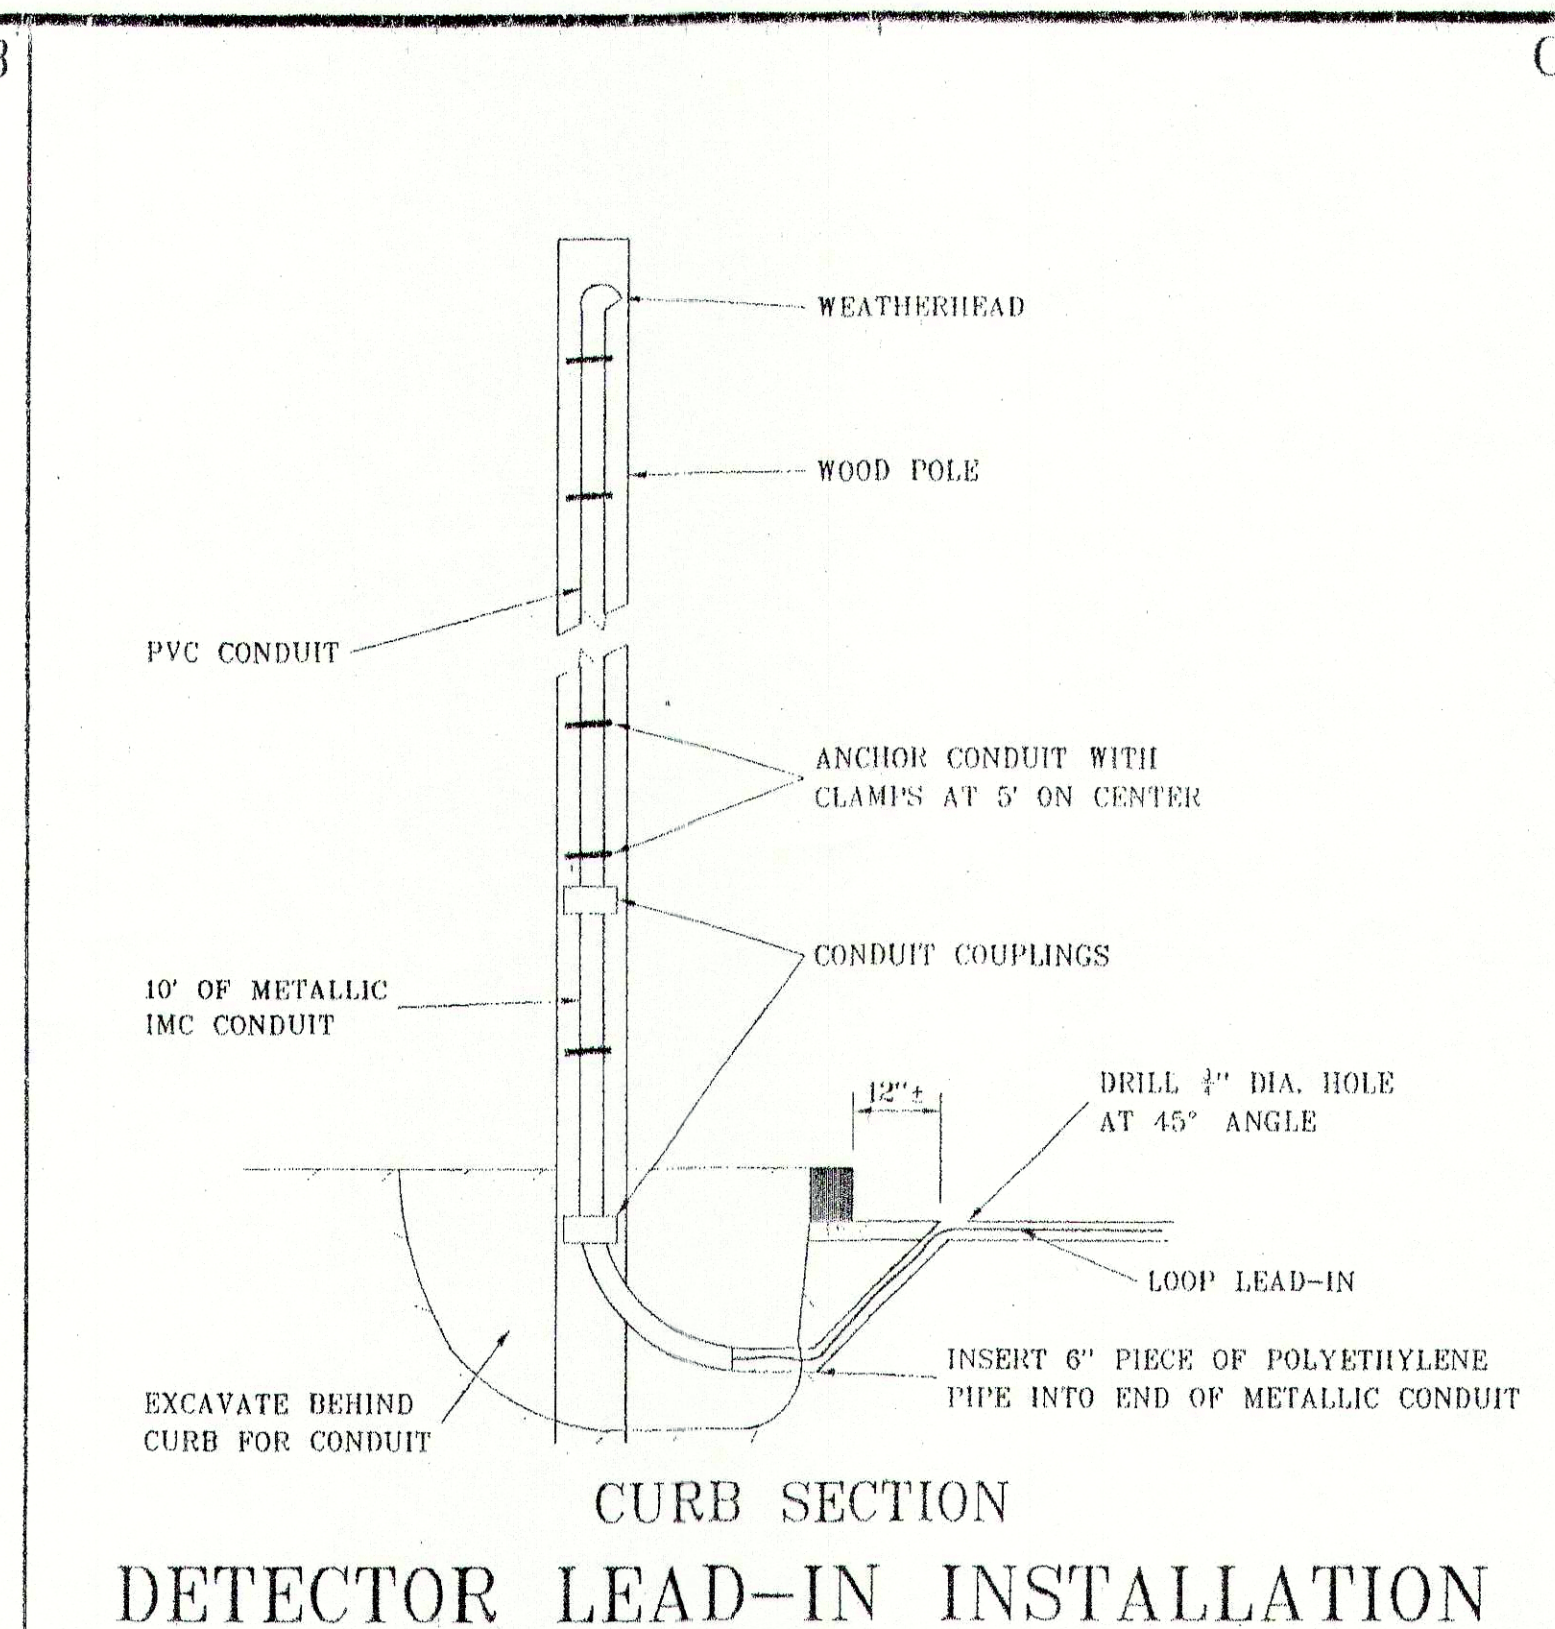 B
C
WEATHERHEAD
WOOD POLE
PVC CONDUIT
ANCHOR CONDUIT WITH
CLAMPS AT 5' ON CENTER
CONDUIT COUPLINGS
10' OF METALLIC
IMC CONDUIT
12"±
DRILL ¾" DIA. HOLE
AT 45° ANGLE
LOOP LEAD-IN
INSERT 6" PIECE OF POLYETHYLENE
PIPE INTO END OF METALLIC CONDUIT
EXCAVATE BEHIND
CURB FOR CONDUIT
CURB SECTION
DETECTOR LEAD-IN INSTALLATION